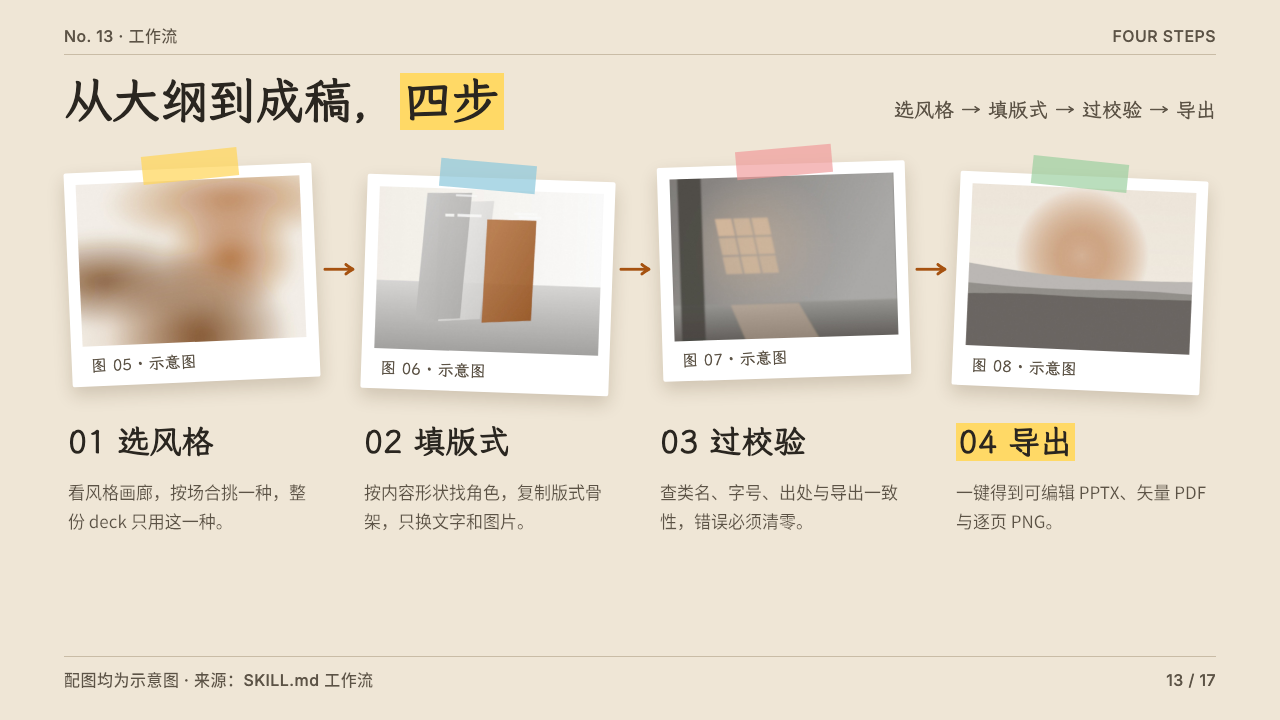 No. 13 · 工作流
FOUR STEPS
从大纲到成稿，四步
选风格 → 填版式 → 过校验 → 导出
图 05 · 示意图
图 06 · 示意图
图 07 · 示意图
图 08 · 示意图
01 选风格
看风格画廊，按场合挑一种，整
份 deck 只用这一种。
02 填版式
按内容形状找角色，复制版式骨
架，只换文字和图片。
03 过校验
查类名、字号、出处与导出一致
性，错误必须清零。
04 导出
一键得到可编辑 PPTX、矢量 PDF
与逐页 PNG。
配图均为示意图 · 来源：SKILL.md 工作流
13 / 17